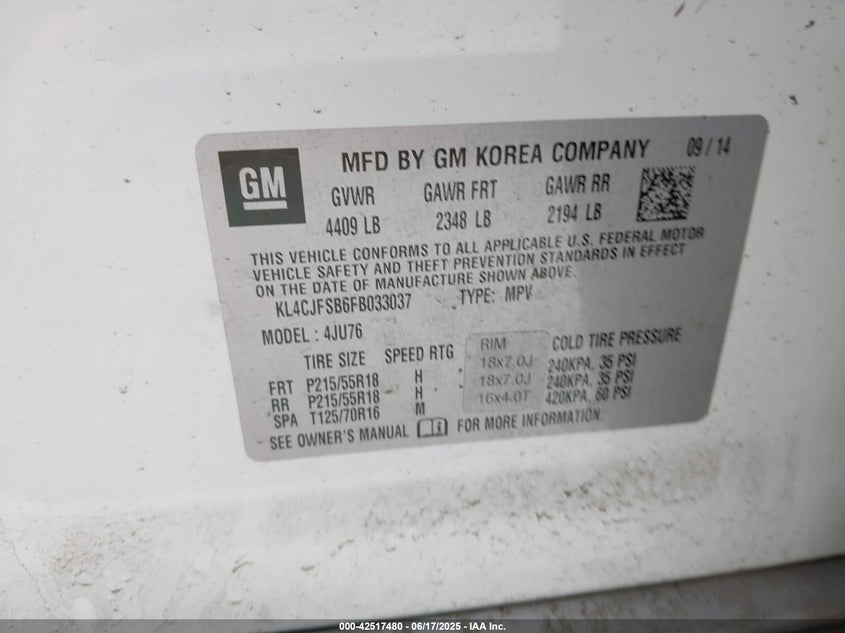 GM
MFD BY GM KOREA COMPANY 09/14
GVWR GAWR FRT GAWR RR
4409 LB 2348 LB 2194 LB
THIS VEHICLE CONFORMS TO ALL APPLICABLE U.S. FEDERAL MOTOR
VEHICLE SAFETY AND THEFT PREVENTION STANDARDS IN EFFECT
ON THE DATE OF MANUFACTURE SHOWN ABOVE.
KL4CJFSB6FB033037 TYPE: MPV
MODEL : 4JU76
TIRE SIZE SPEED RTG RIM COLD TIRE PRESSURE
FRT P215/55R18 H 18x7.0J 240KPA, 35 PSI
RR P215/55R18 H 18x7.0J 240KPA, 35 PSI
SPA T125/70R16 M 16x4.0T 420KPA, 60 PSI
SEE OWNER'S MANUAL FOR MORE INFORMATION.
000-42517480 - 06/17/2025 - IAA Inc.